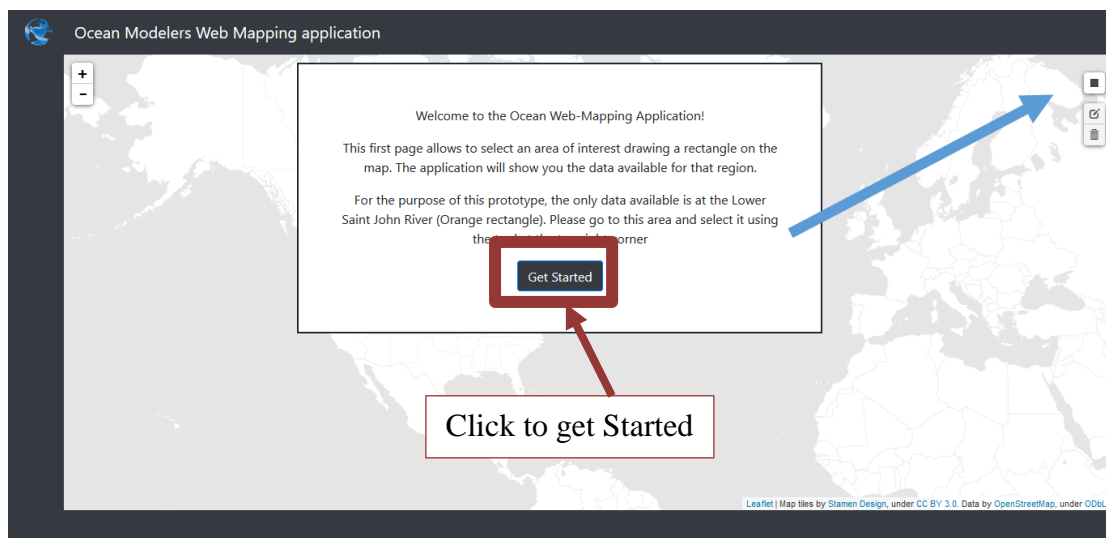 Ocean Modelers Web Mapping application
+
-
Welcome to the Ocean Web-Mapping Application!
This first page allows to select an area of interest drawing a rectangle on the
map. The application will show you the data available for that region.
For the purpose of this prototype, the only data available is at the Lower
Saint John River (Orange rectangle). Please go to this area and select it using
the corner
Get Started
Click to get Started
Leaflet | Map tiles by Stamen Design, under CC BY 3.0. Data by OpenStreetMap, under ODbL